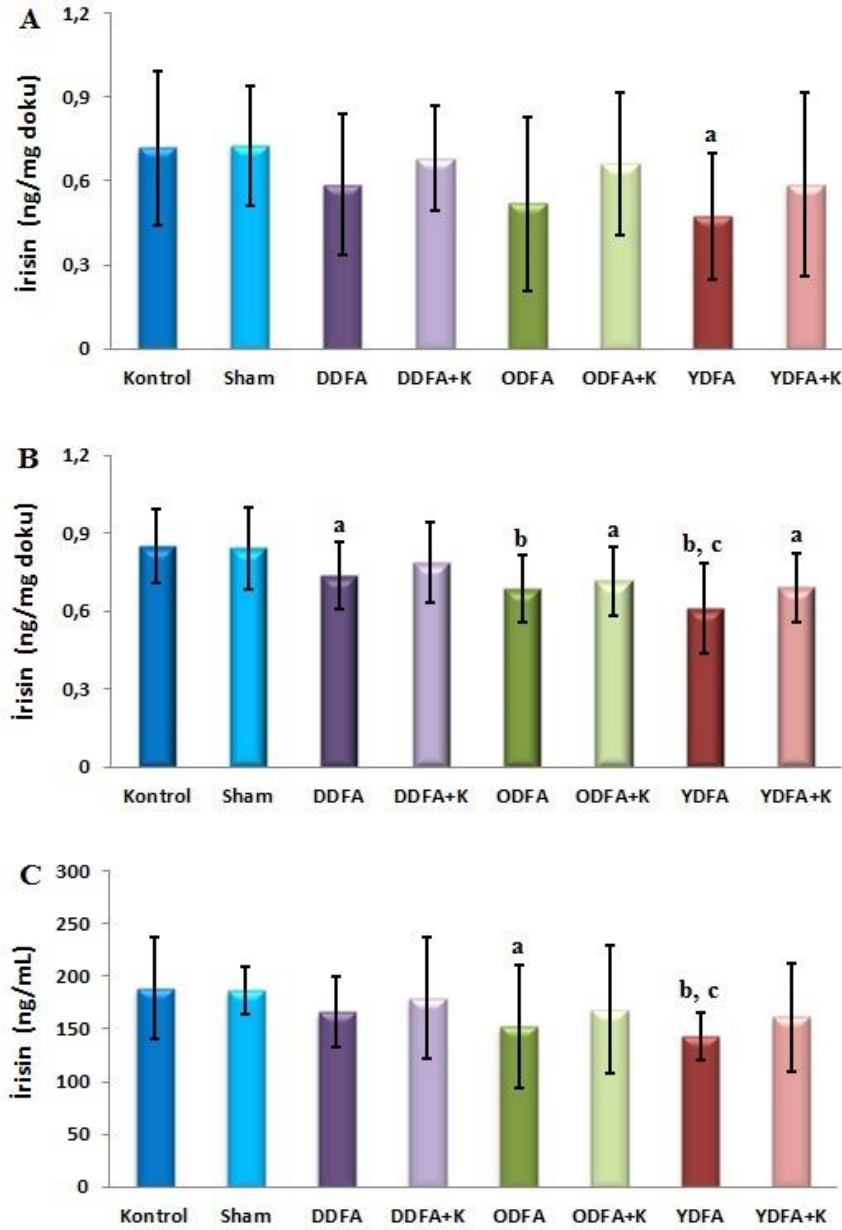 A
İrisin (ng/mg doku)
1,2
0,9
0,6
0,3
0
a
Kontrol Sham DDFA DDFA+K ODFA ODFA+K YDFA YDFA+K
B
İrisin (ng/mg doku)
1,2
0,9
0,6
0,3
0
a b a b, c a
Kontrol Sham DDFA DDFA+K ODFA ODFA+K YDFA YDFA+K
C
İrisin (ng/mL)
300
250
200
150
100
50
0
a b, c
Kontrol Sham DDFA DDFA+K ODFA ODFA+K YDFA YDFA+K